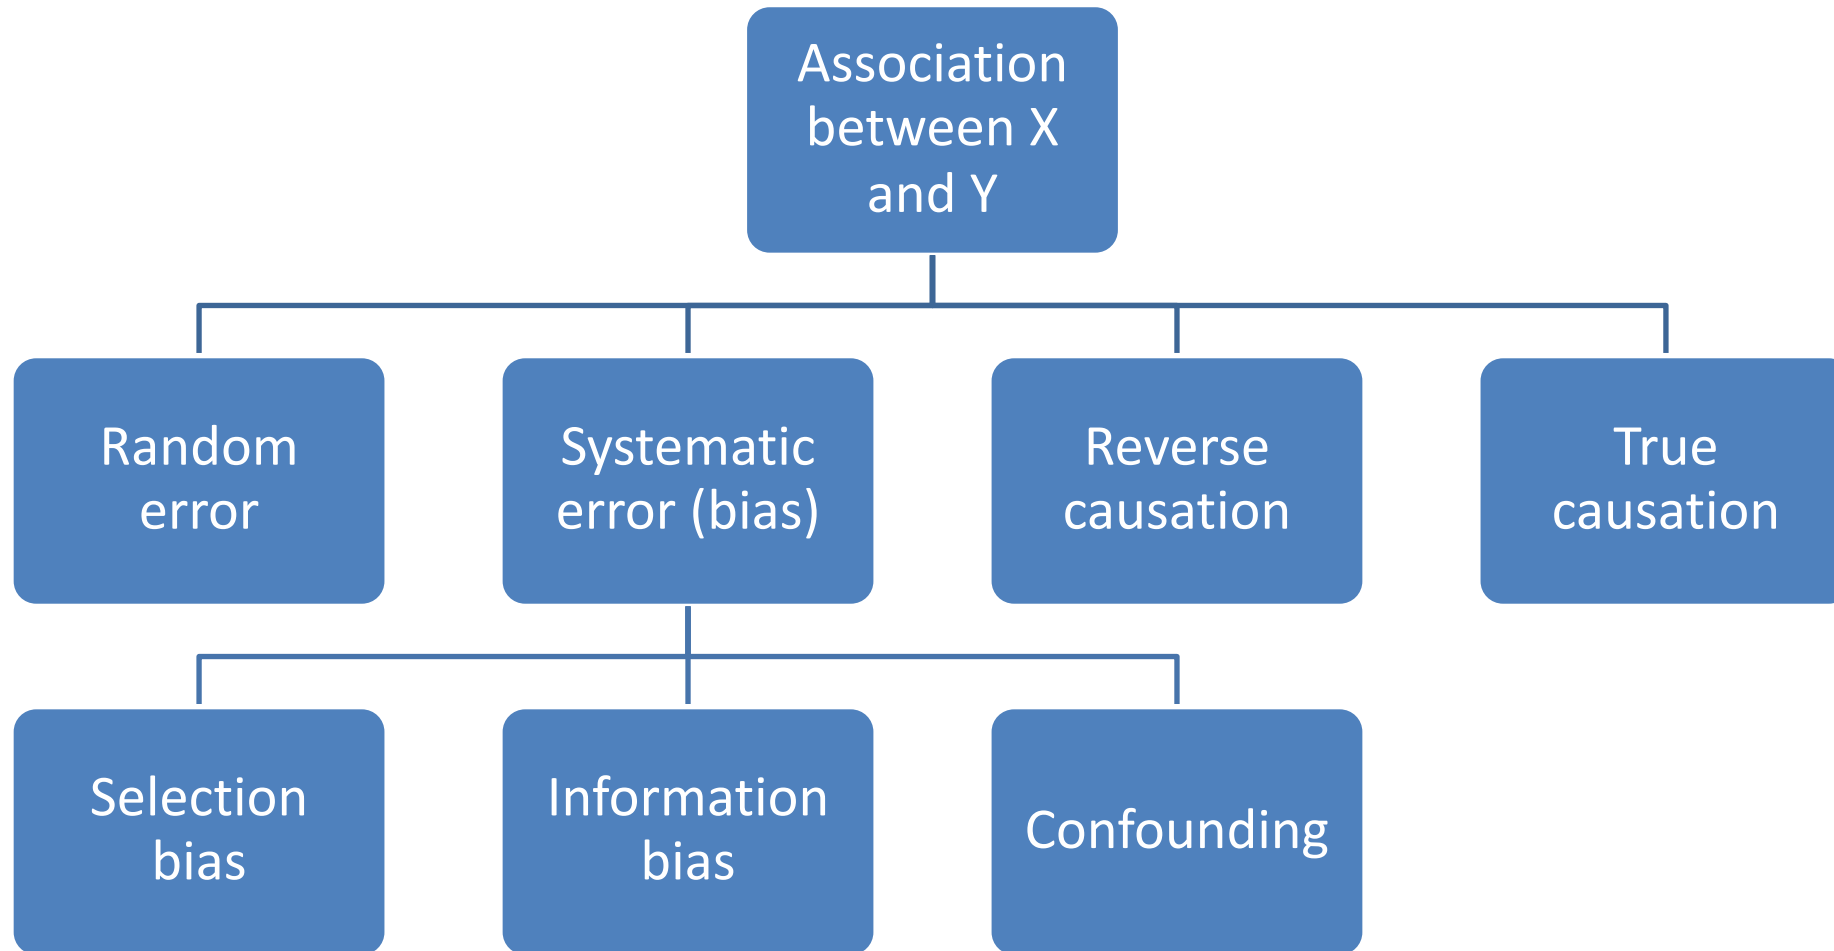 Association
between X
and Y
Random
error
Systematic
error (bias)
Reverse
causation
True
causation
Selection
bias
Information
bias
Confounding